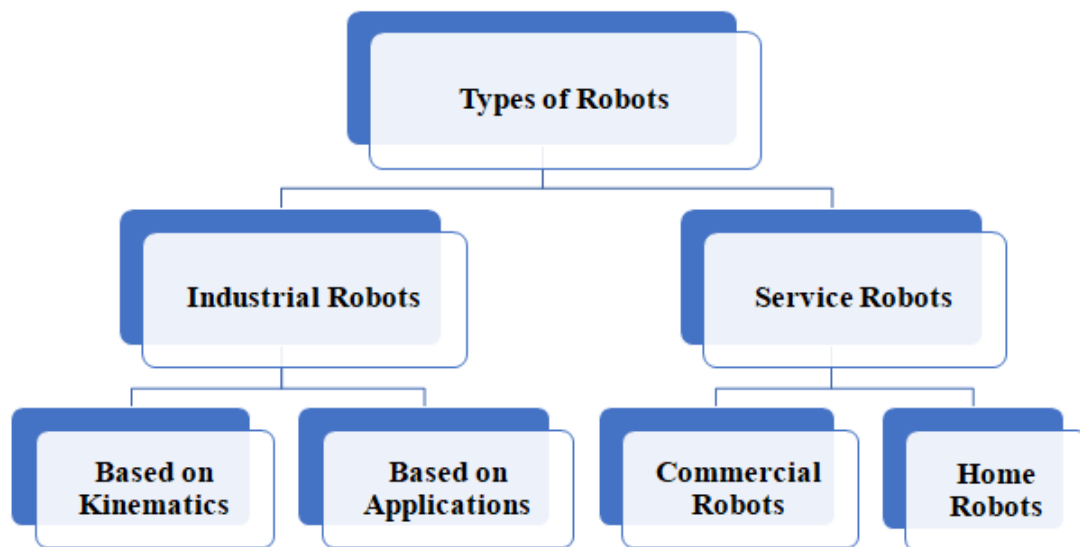 Types of Robots
Industrial Robots
Service Robots
Based on
Kinematics
Based on
Applications
Commercial
Robots
Home
Robots